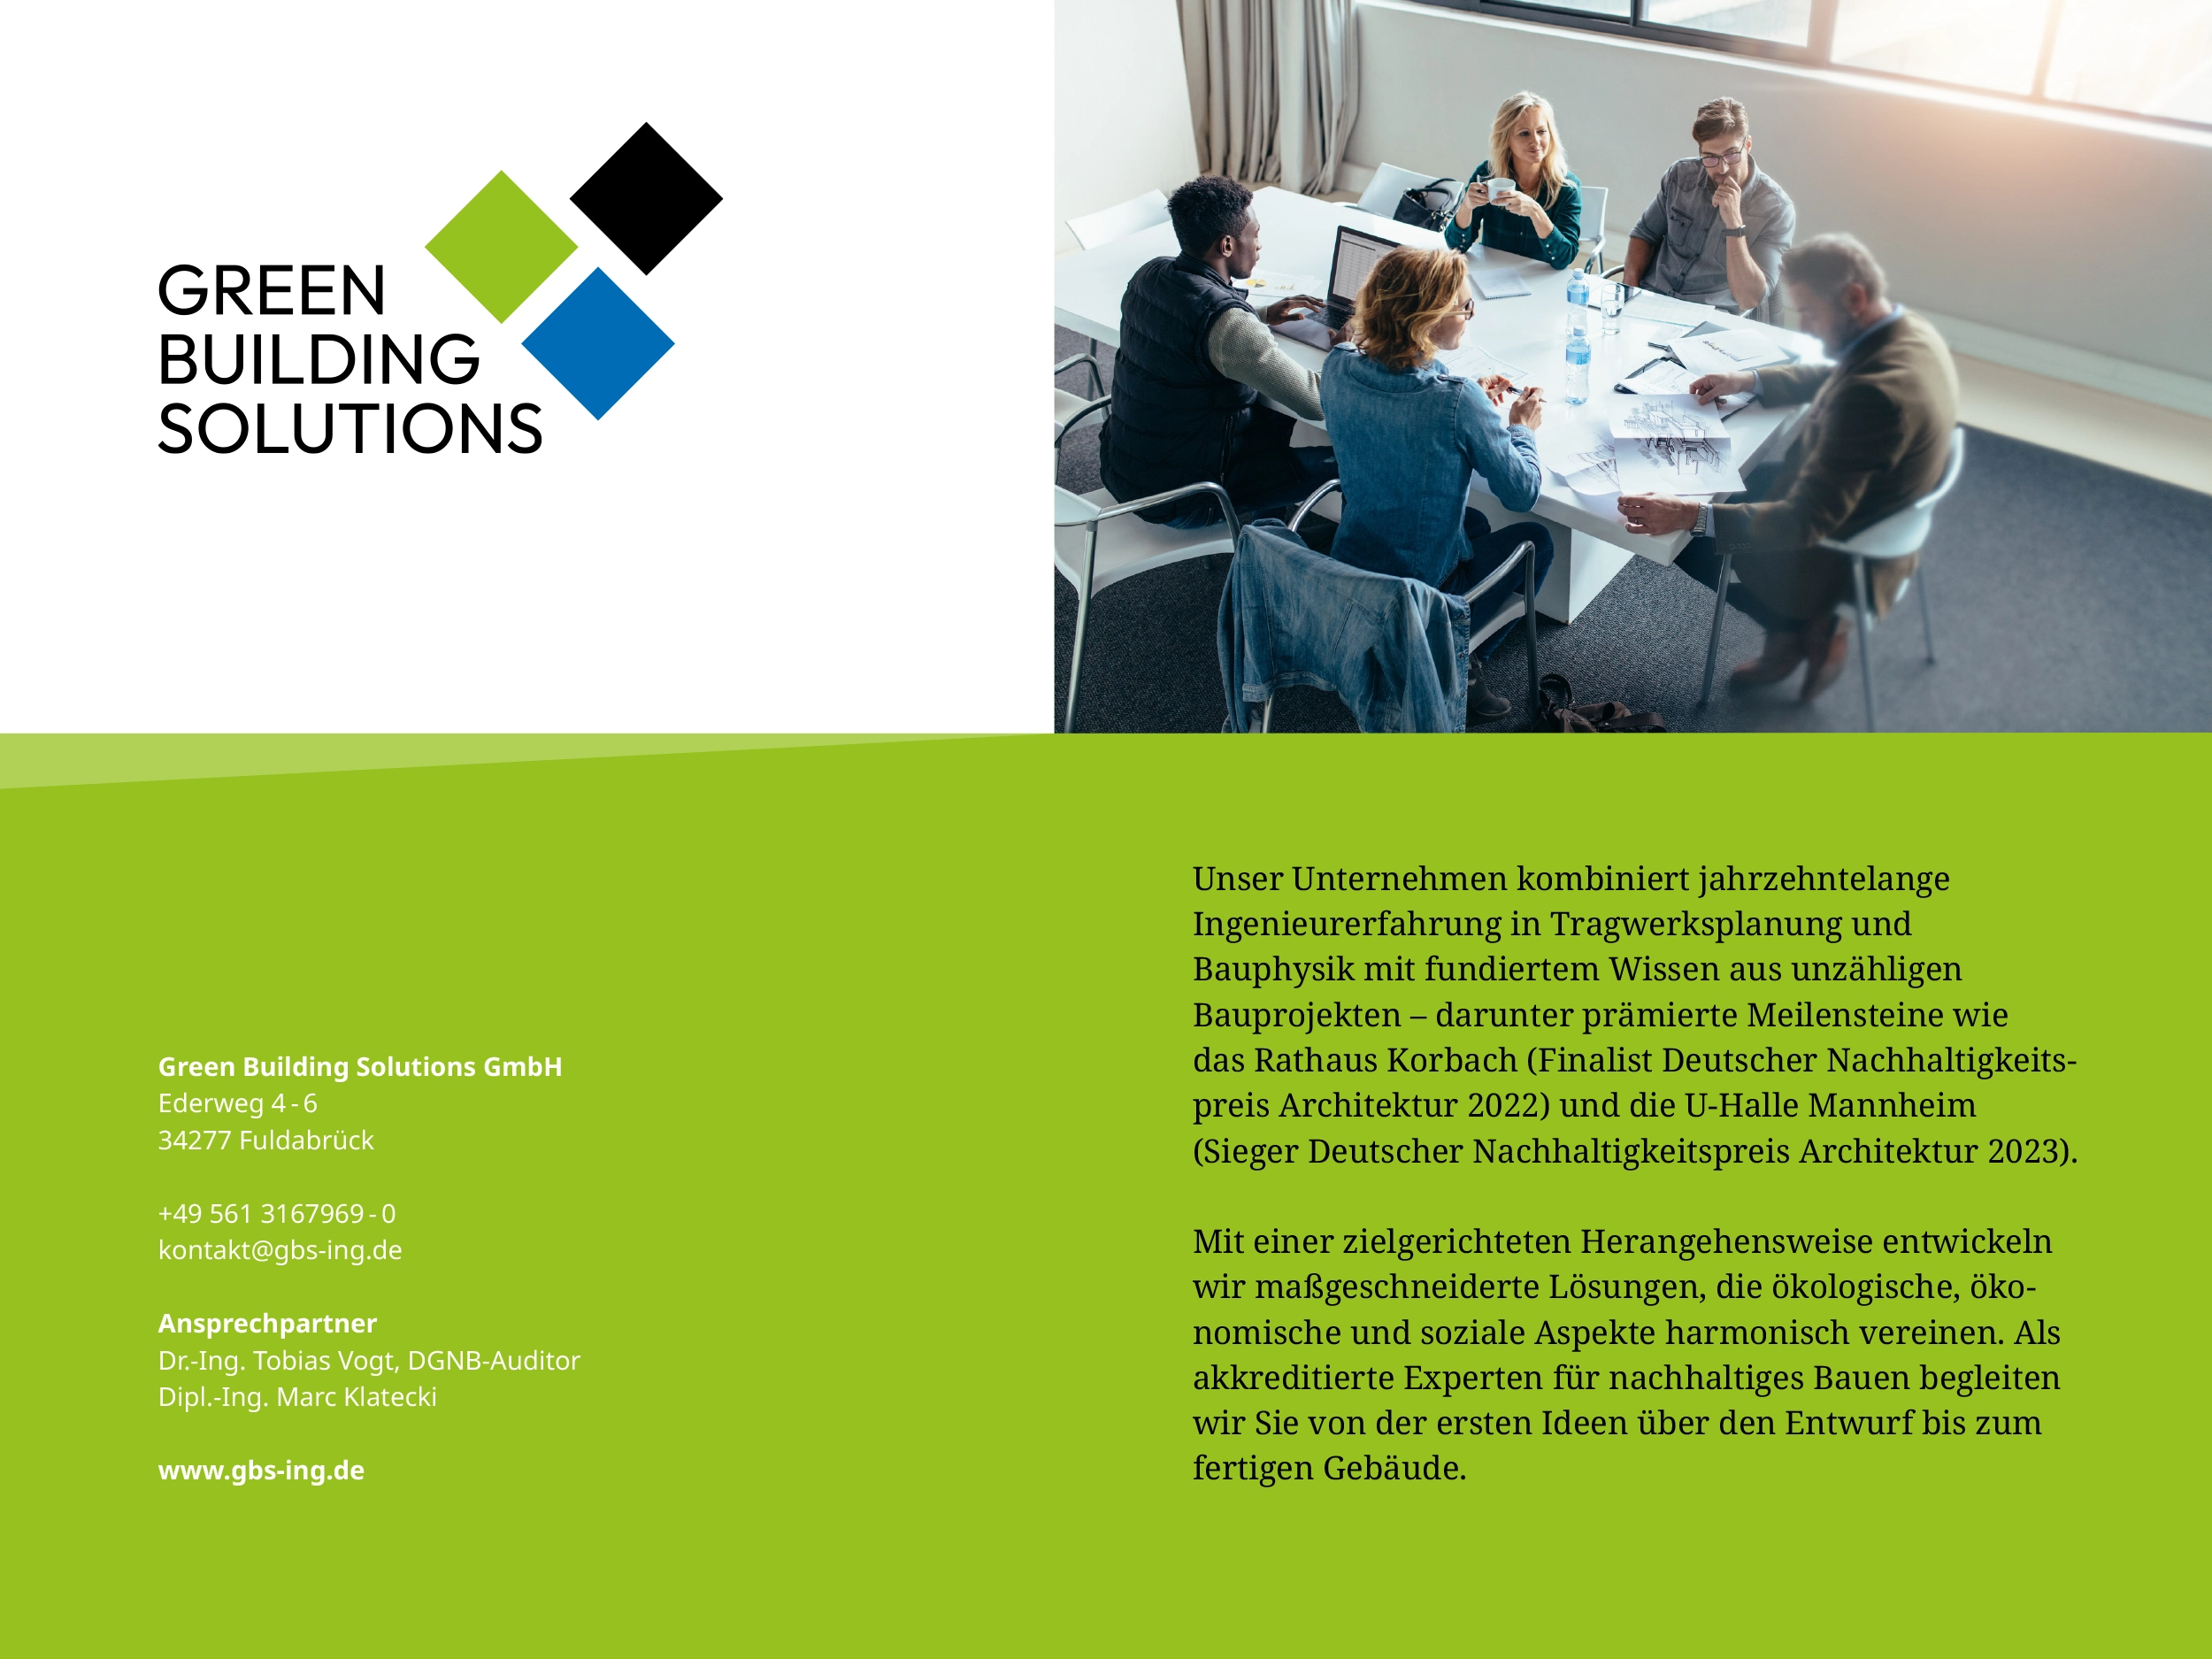 GREEN
BUILDING
SOLUTIONS
Green Building Solutions GmbH
Ederweg 4 - 6
34277 Fuldabrück
+49 561 3167969 - 0
kontakt@gbs-ing.de
Ansprechpartner
Dr.-Ing. Tobias Vogt, DGNB-Auditor
Dipl.-Ing. Marc Klatecki
www.gbs-ing.de
Unser Unternehmen kombiniert jahrzehntelange
Ingenieurerfahrung in Tragwerksplanung und
Bauphysik mit fundiertem Wissen aus unzähligen
Bauprojekten – darunter prämierte Meilensteine wie
das Rathaus Korbach (Finalist Deutscher Nachhaltigkeits-
preis Architektur 2022) und die U-Halle Mannheim
(Sieger Deutscher Nachhaltigkeitspreis Architektur 2023).
Mit einer zielgerichteten Herangehensweise entwickeln
wir maßgeschneiderte Lösungen, die ökologische, öko-
nomische und soziale Aspekte harmonisch vereinen. Als
akkreditierte Experten für nachhaltiges Bauen begleiten
wir Sie von der ersten Ideen über den Entwurf bis zum
fertigen Gebäude.